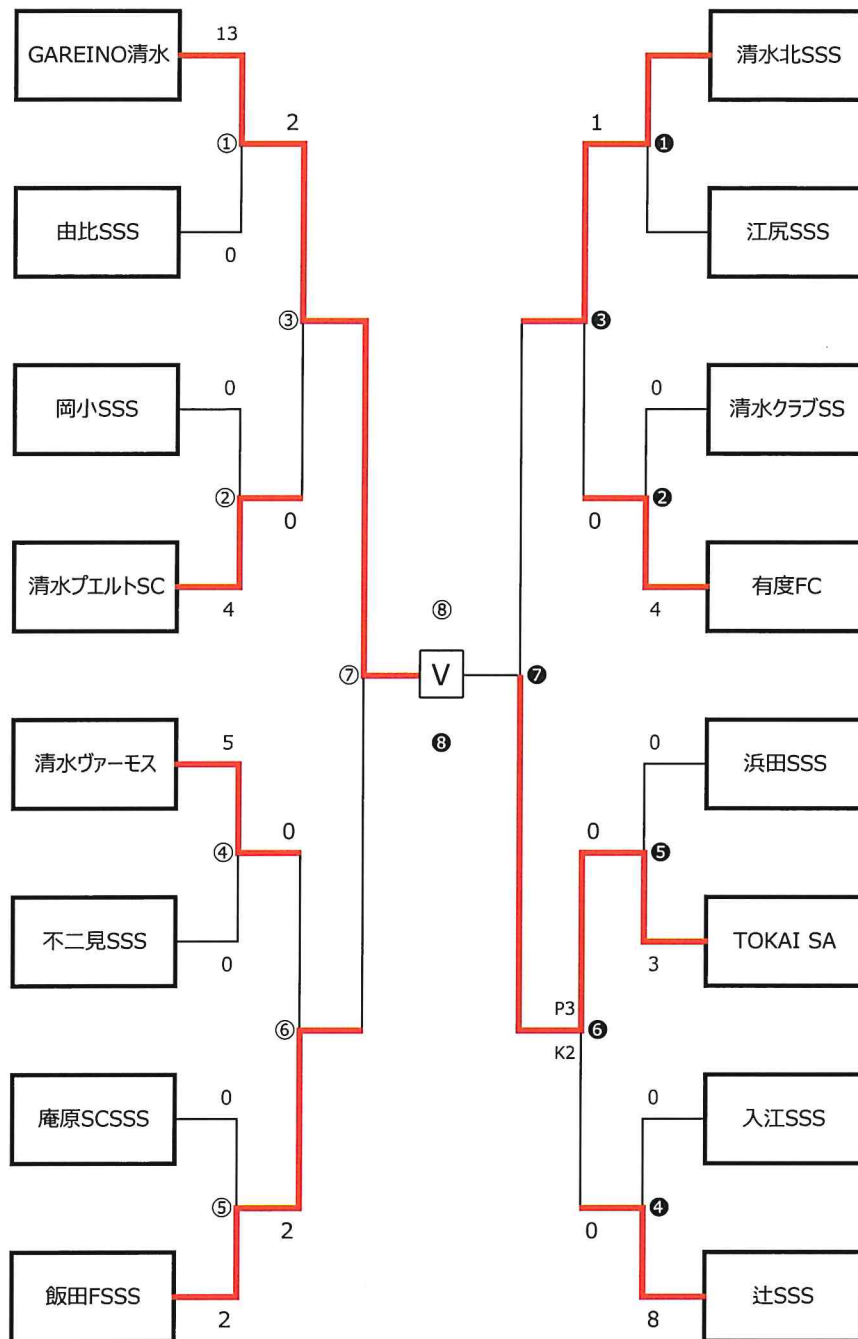 13
GAREINO清水
清水北SSS
2
1
①
❶
由比SSS
江尻SSS
0
③
❸
0
0
岡小SSS
清水クラブSS
②
❷
0
0
清水プエルトSC
有度FC
4
4
⑧
⑦
V
❼
❽
5
0
清水ヴァーモス
浜田SSS
0
0
④
❺
不二見SSS
TOKAI SA
0
3
P3
⑥
❻
K2
0
0
庵原SCSSS
入江SSS
⑤
❹
2
0
飯田FSSS
辻SSS
2
8